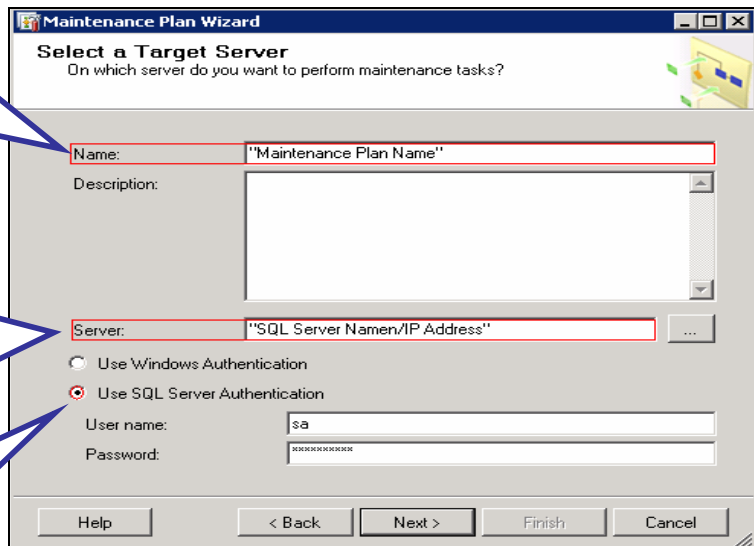 Maintenance Plan Wizard
Select a Target Server
On which server do you want to perform maintenance tasks?
Name: "Maintenance Plan Name"
Description:
Server: "SQL Server Namen/IP Address" ...
Use Windows Authentication
Use SQL Server Authentication
User name: sa
Password: **********
Help < Back Next > Finish Cancel